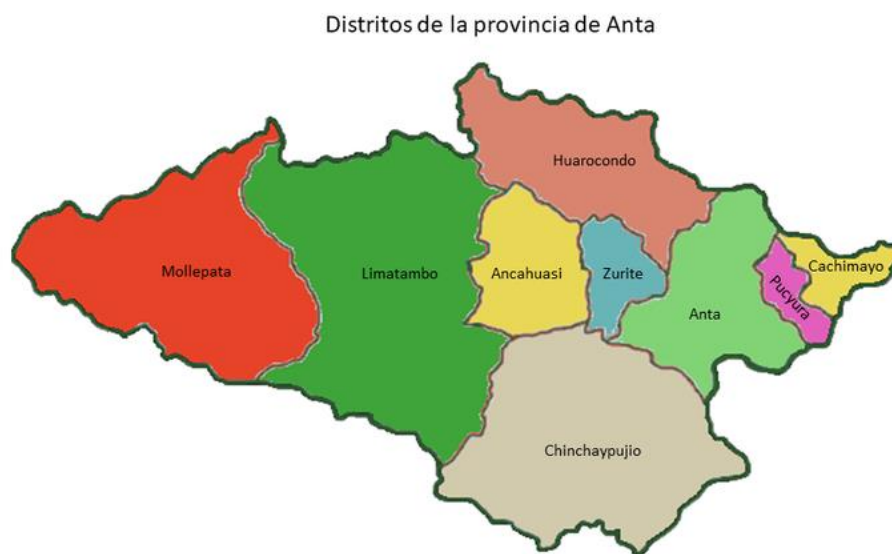 Distritos de la provincia de Anta
Huarocondo
Mollepata
Limatambo
Ancahuasi
Zurite
Cachimayo
Pucyura
Anta
Chinchaypujio